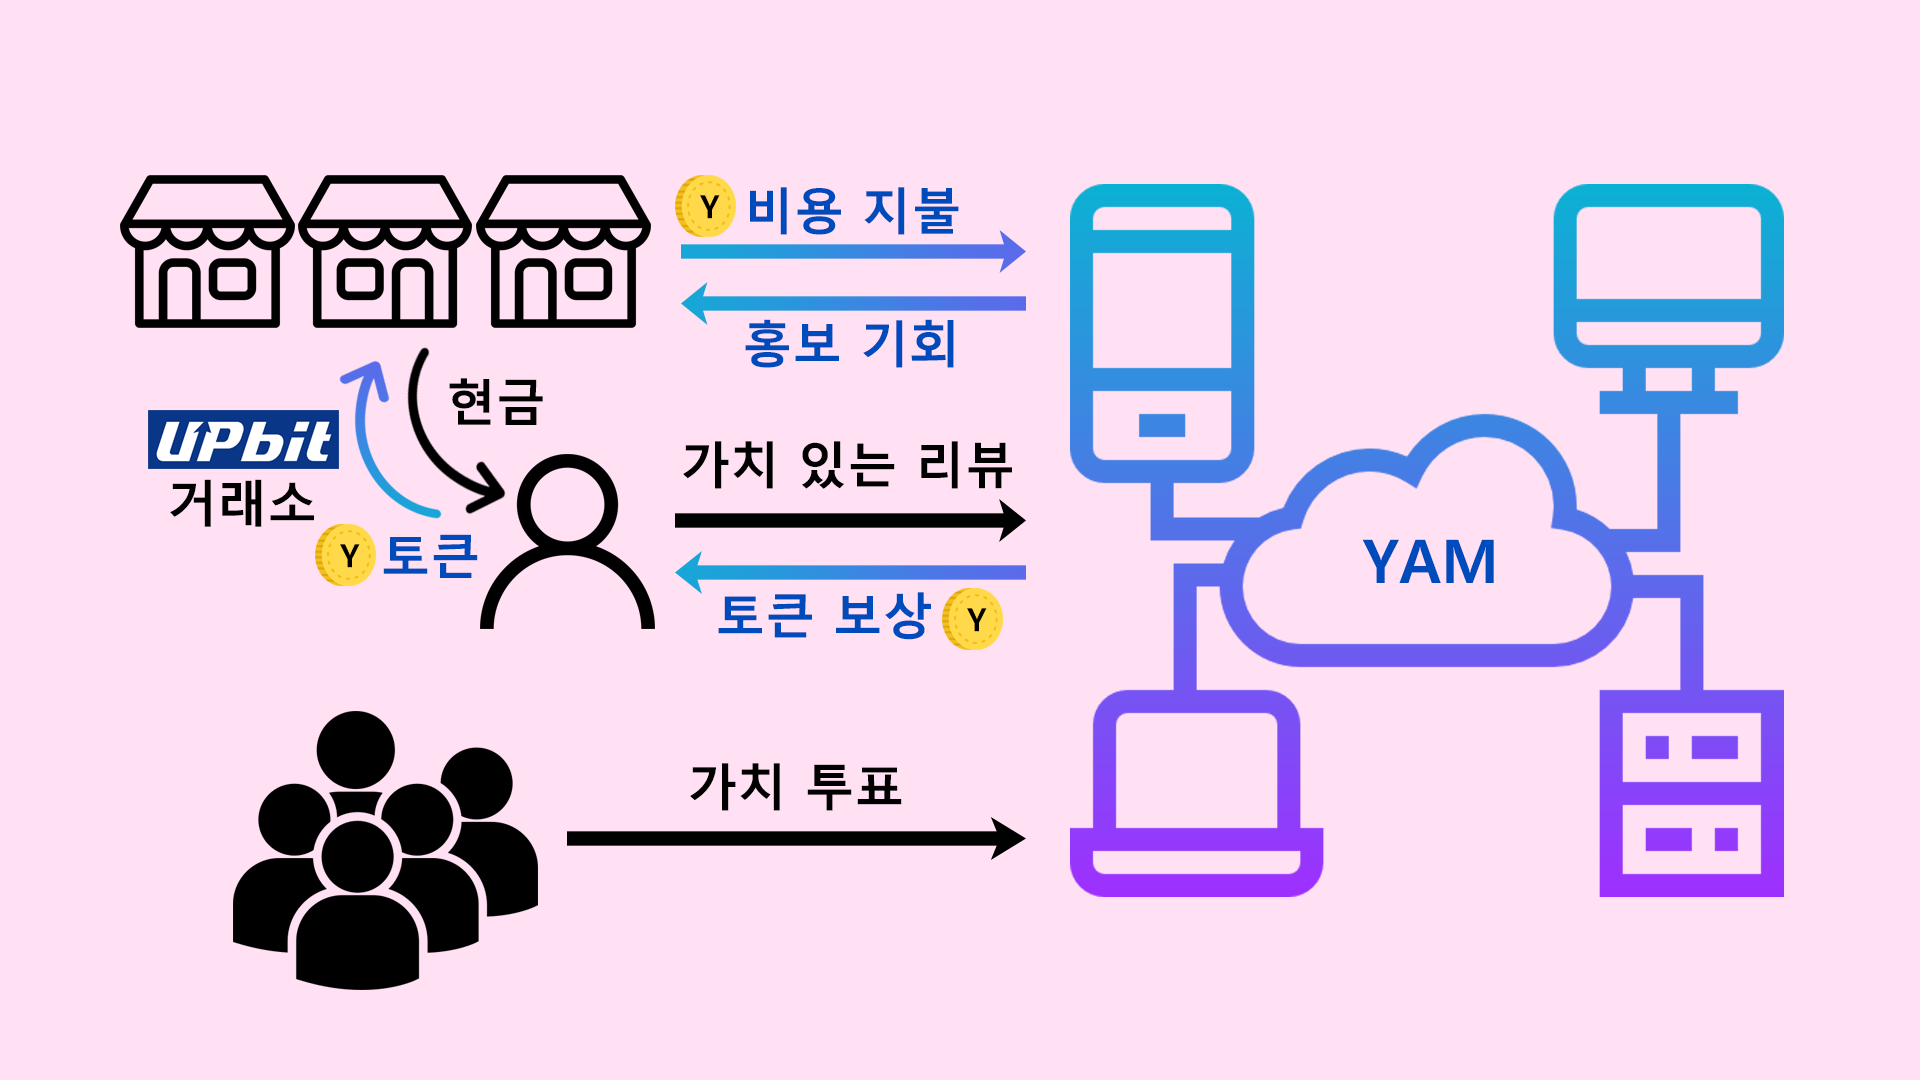 Y 비용 지불
홍보 기회
현금
UPbit
거래소
Y 토큰
가치 있는 리뷰
토큰 보상 Y
YAM
가치 투표